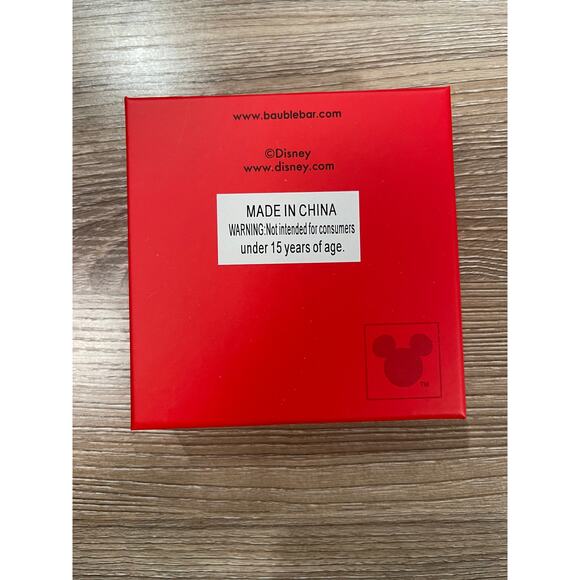 www.baublebar.com
©Disney
www.disney.com
MADE IN CHINA
WARNING:Not intended for consumers
under 15 years of age.
TM